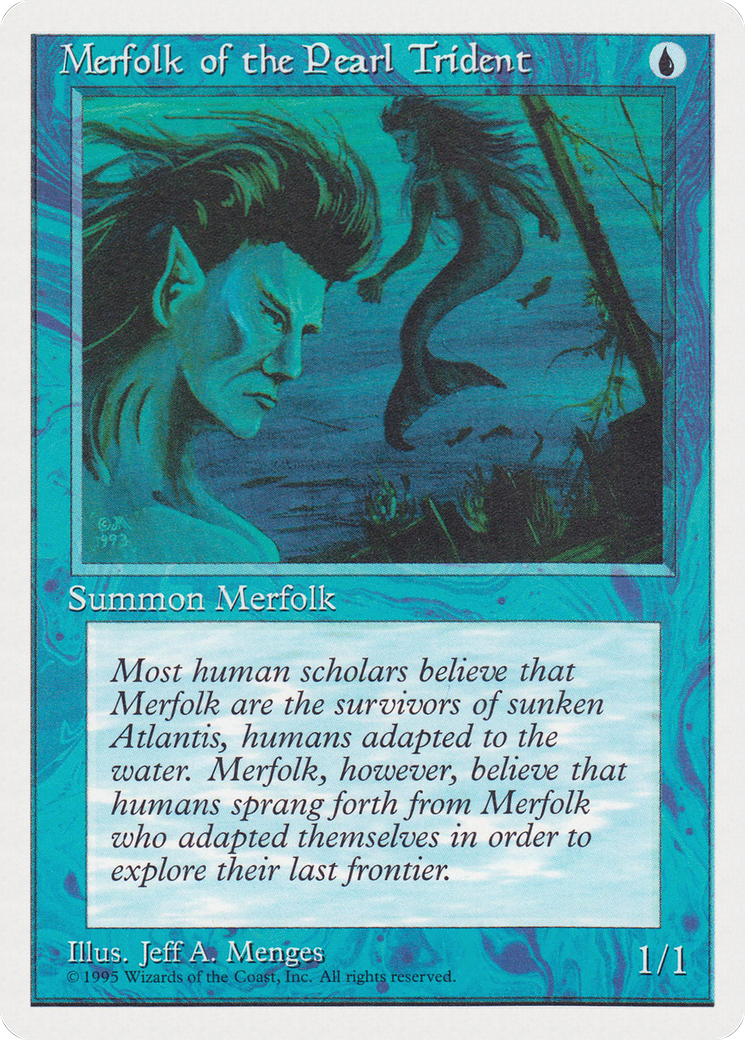 Merfolk of the Pearl Trident
©JM
1993
Summon Merfolk
Most human scholars believe that
Merfolk are the survivors of sunken
Atlantis, humans adapted to the
water. Merfolk, however, believe that
humans sprang forth from Merfolk
who adapted themselves in order to
explore their last frontier.
Illus. Jeff A. Menges
1/1
© 1995 Wizards of the Coast, Inc. All rights reserved.